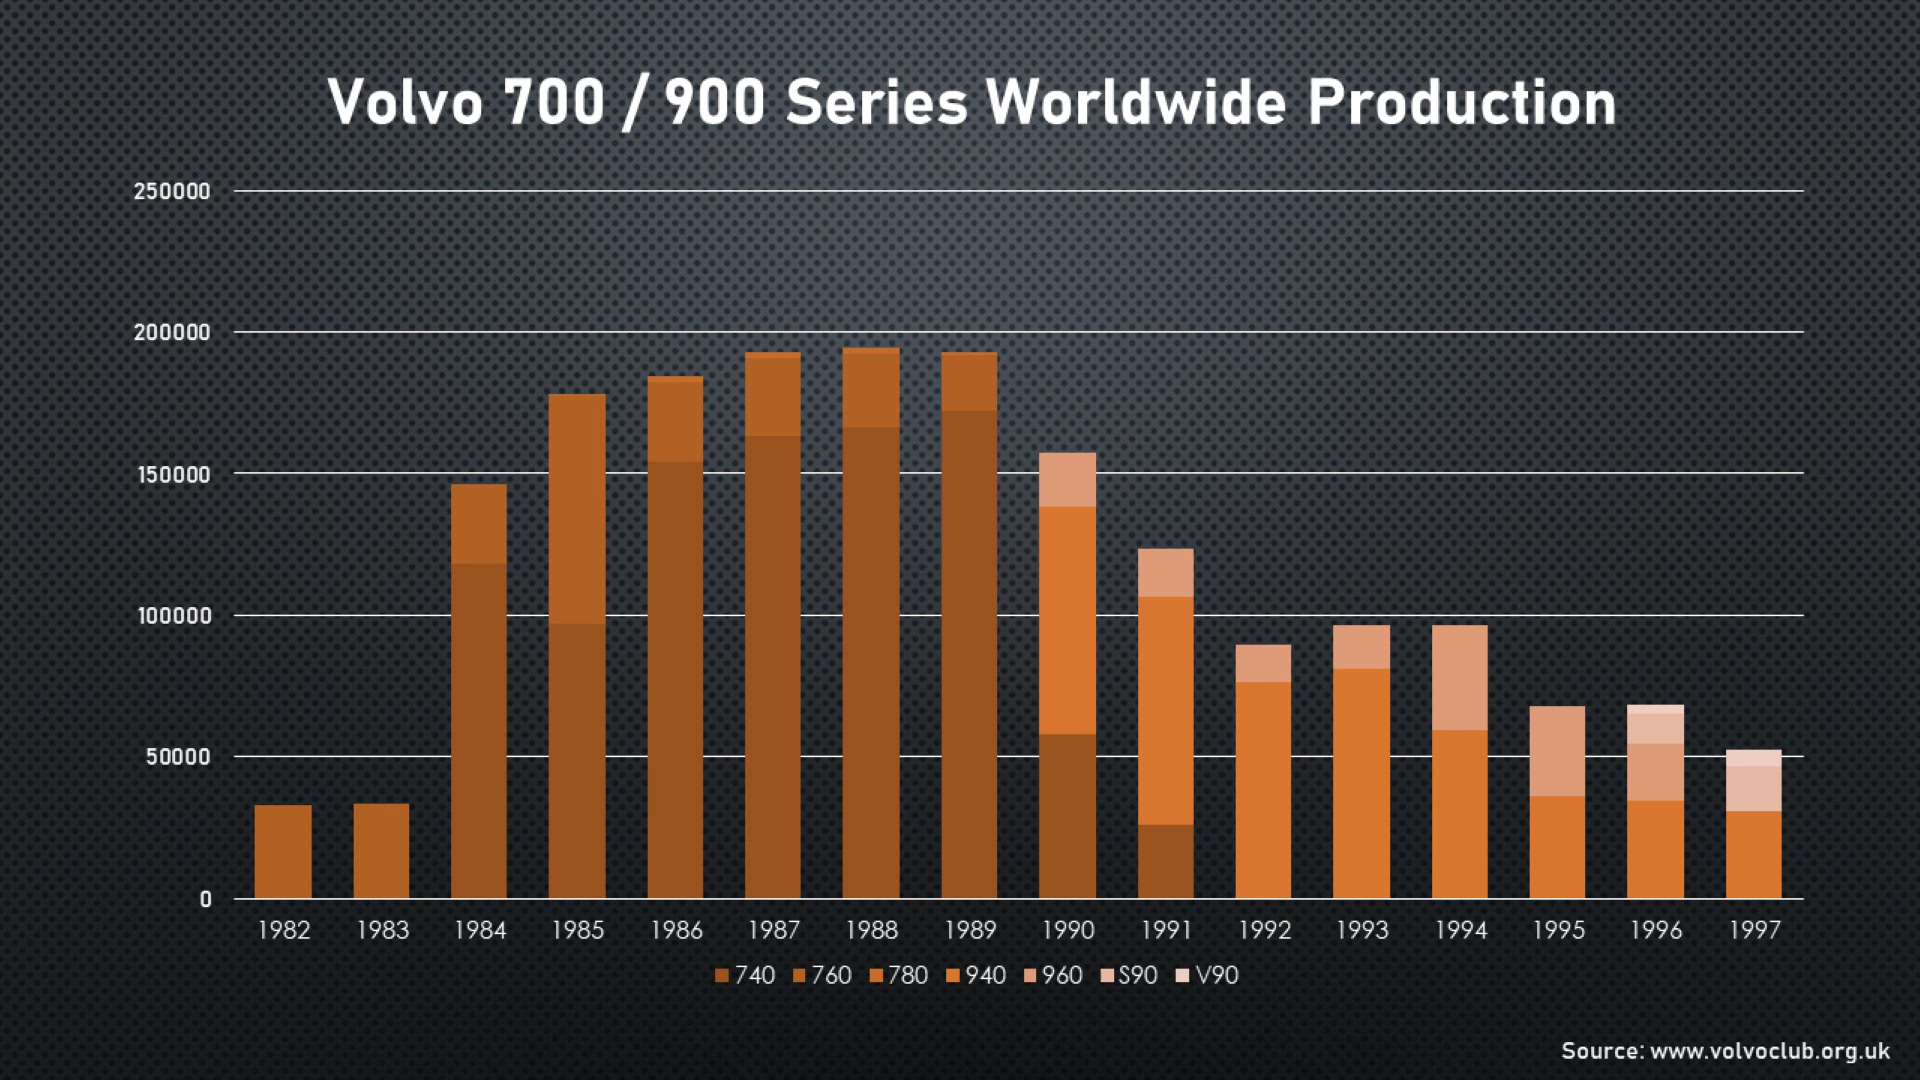 Volvo 700 / 900 Series Worldwide Production
250000
200000
150000
100000
50000
0
1982 1983 1984 1985 1986 1987 1988 1989 1990 1991 1992 1993 1994 1995 1996 1997
740 760 780 940 960 S90 V90
Source: www.volvoclub.org.uk